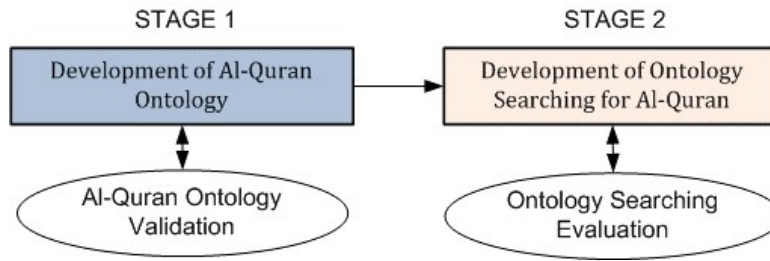 STAGE 1
Development of Al-Quran
Ontology
Al-Quran Ontology
Validation
STAGE 2
Development of Ontology
Searching for Al-Quran
Ontology Searching
Evaluation